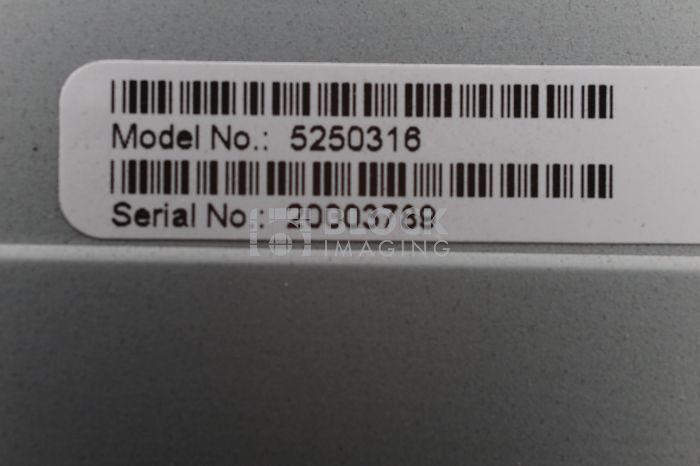 Model No.: 5250316
Serial No.:
BLOCK
IMAGING